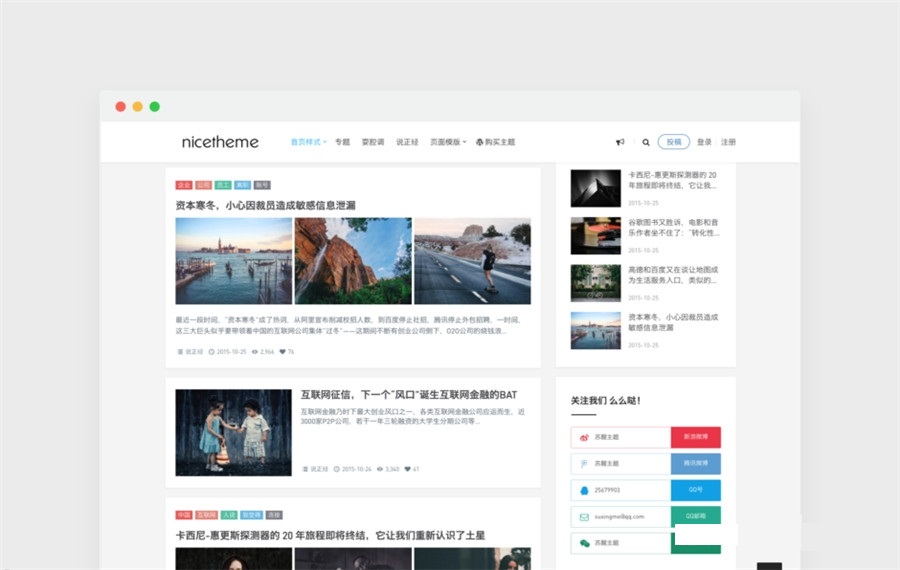 nicetheme
首页样式
专题
耍腔调
说正经
页面模版
购买主题
投稿
登录
注册
企业
公司
员工
离职
账号
资本寒冬，小心因裁员造成敏感信息泄漏
最近一段时间，“资本寒冬”成了热词，从阿里宣布削减校招人数，到百度停止社招，腾讯停止外包招聘，一时间，
这三大巨头似乎要带领着中国的互联网公司集体“过冬”——这期间不断有创业公司倒下，O2O公司的烧钱浪...
说正经
2015-10-25
2,966
76
互联网征信，下一个“风口”诞生互联网金融的BAT
互联网金融乃时下最大创业风口之一，各类互联网金融公司应运而生，近
3000家P2P公司，若干一年三轮融资的大学生分期公司等...
说正经
2015-10-24
3,340
41
中国
互联网
人级
连接
卡西尼-惠更斯探测器的 20 年旅程即将终结，它让我们重新认识了土星
卡西尼-惠更斯探测器的 20
年旅程即将终结，它让我...
2015-10-25
谷歌图书又胜诉，电影和音
乐作者坐不住了：“转化性...
2015-10-25
高德和百度又在谈让地图成
为生活服务入口，类似的...
2015-10-25
资本寒冬，小心因裁员造成
敏感信息泄漏
2015-10-25
关注我们 么么哒！
苏醒主题
新浪微博
苏醒主题
腾讯微博
25679903
QQ号
suxingme@qq.com
QQ邮箱
苏醒主题